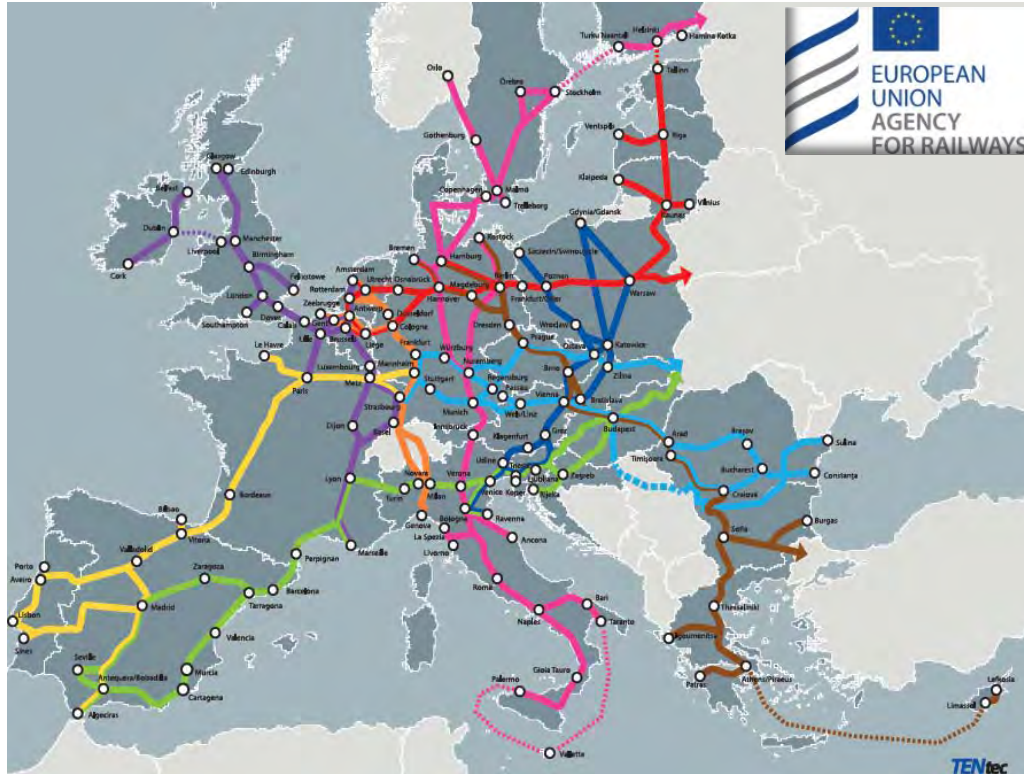 EUROPEAN
UNION
AGENCY
FOR RAILWAYS
Turku Naantali
Helsinki
Hamina Kotka
Tallinn
Oslo
Örebro
Stockholm
Ventspils
Riga
Gothenburg
Klaipeda
Vilnius
Kaunas
Glasgow
Edinburgh
Belfast
Copenhagen
Malmö
Trelleborg
Gdynia/Gdansk
Dublin
Liverpool
Manchester
Rostock
Szczecin/Swinoujscie
Cork
Birmingham
Bremen
Hamburg
Felixstowe
Amsterdam
Utrecht
Osnabrück
Magdeburg
Berlin
Poznan
Warsaw
London
Rotterdam
Hannover
Frankfurt/Oder
Southampton
Dover
Zeebrugge
Antwerp
Düsseldorf
Calais
Gent
Cologne
Dresden
Wroclaw
Lille
Brussels
Liège
Prague
Katowice
Le Havre
Frankfurt
Würzburg
Ostrava
Luxembourg
Mannheim
Nuremberg
Brno
Zilina
Paris
Metz
Stuttgart
Regensburg
Passau
Strasbourg
Munich
Wels/Linz
Vienna
Bratislava
Dijon
Basel
Innsbruck
Graz
Budapest
Arad
Brasov
Sulina
Klagenfurt
Timișoara
Udine
Trieste
Bucharest
Constanța
Lyon
Novara
Verona
Ljubljana
Zagreb
Turin
Milan
Venice
Koper
Rijeka
Craiova
Bordeaux
Genova
Bologna
Ravenna
Bilbao
La Spezia
Sofia
Burgas
Vitoria
Marseille
Livorno
Ancona
Valladolid
Perpignan
Porto
Zaragoza
Aveiro
Roma
Barcelona
Madrid
Tarragona
Bari
Thessaloniki
Lisbon
Naples
Taranto
Sines
Valencia
Igoumenitsa
Seville
Murcia
Gioia Tauro
Antequera/Bobadilla
Palermo
Patras
Athens/Piraeus
Lefkosia
Cartagena
Limassol
Algeciras
Valletta
TENtec